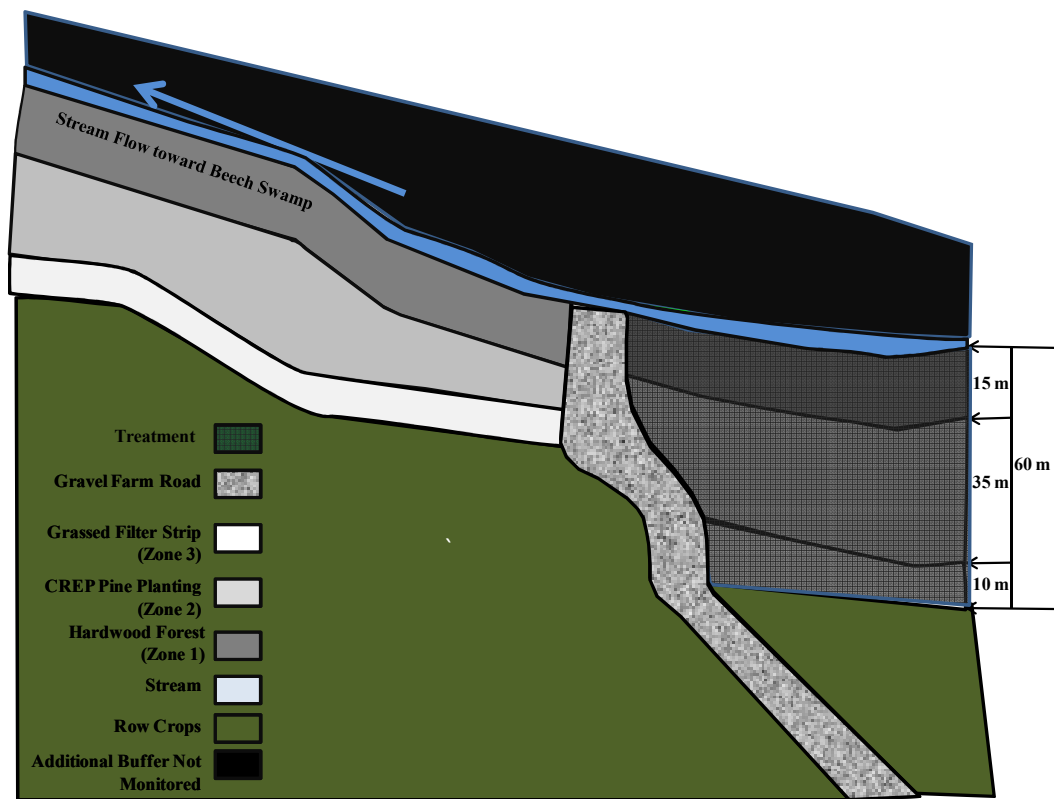 Stream Flow toward Beech Swamp
15 m
60 m
35 m
10 m
Treatment
Gravel Farm Road
Grassed Filter Strip
(Zone 3)
CREP Pine Planting
(Zone 2)
Hardwood Forest
(Zone 1)
Stream
Row Crops
Additional Buffer Not
Monitored